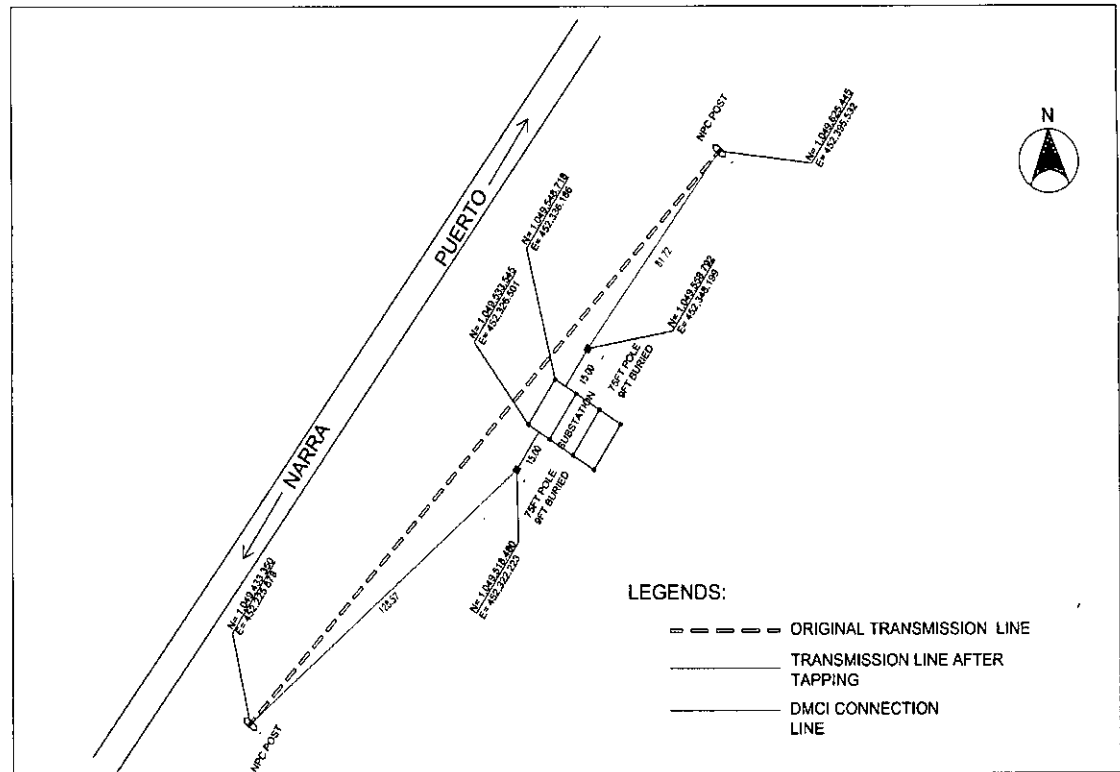 NPC POST
N= 1,049,625.445
E= 452,395.532
N
PUERTO
N= 1,049,548.718
E= 452,336.186
N= 1,049,533.545
E= 452,326.501
81.72
N= 1,049,558.792
E= 452,348.199
15.00
75FT POLE
9FT BURIED
SUBSTATION
15.00
75FT POLE
9FT BURIED
NARRA
N= 1,049,433.350
E= 452,225.678
128.57
N= 1,049,518.480
E= 452,322.223
NPC POST
LEGENDS:
ORIGINAL TRANSMISSION LINE
TRANSMISSION LINE AFTER
TAPPING
DMCI CONNECTION
LINE